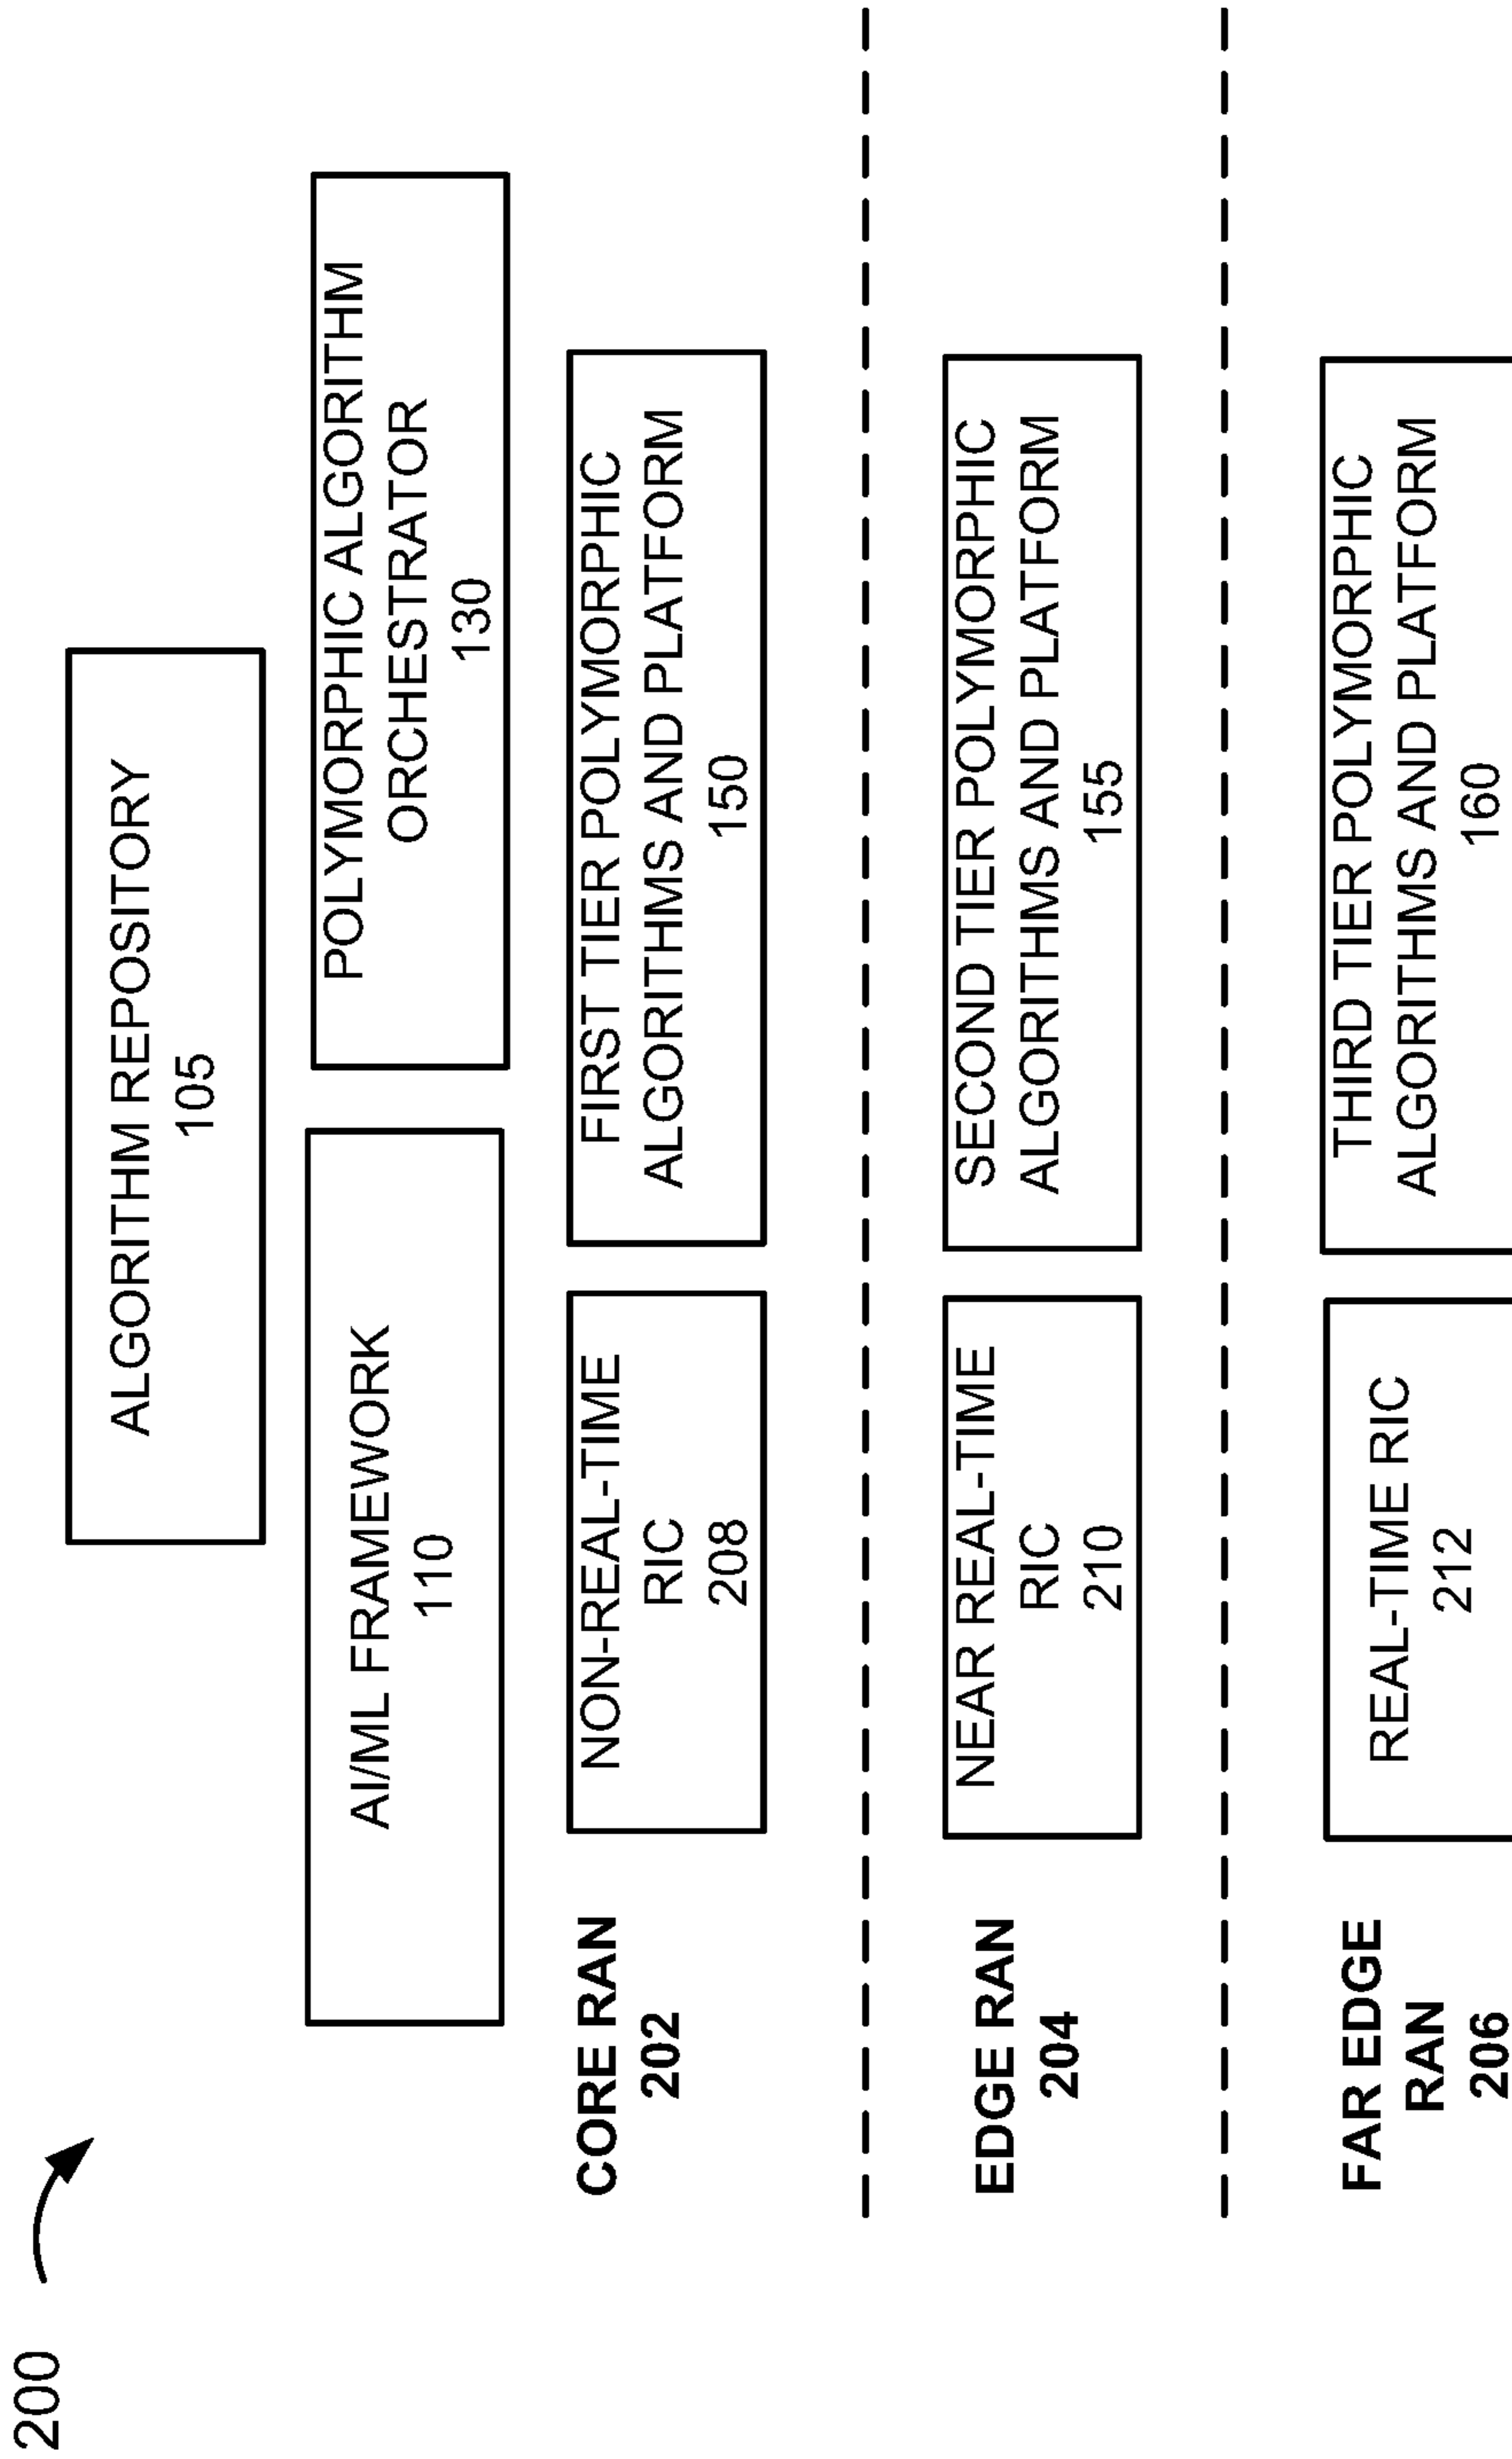 200
ALGORITHM REPOSITORY
105
AI/ML FRAMEWORK
110
POLYMORPHIC ALGORITHM
ORCHESTRATOR
130
CORE RAN
202
NON-REAL-TIME
RIC
208
FIRST TIER POLYMORPHIC
ALGORITHMS AND PLATFORM
150
EDGE RAN
204
NEAR REAL-TIME
RIC
210
SECOND TIER POLYMORPHIC
ALGORITHMS AND PLATFORM
155
FAR EDGE
RAN
206
REAL-TIME RIC
212
THIRD TIER POLYMORPHIC
ALGORITHMS AND PLATFORM
160